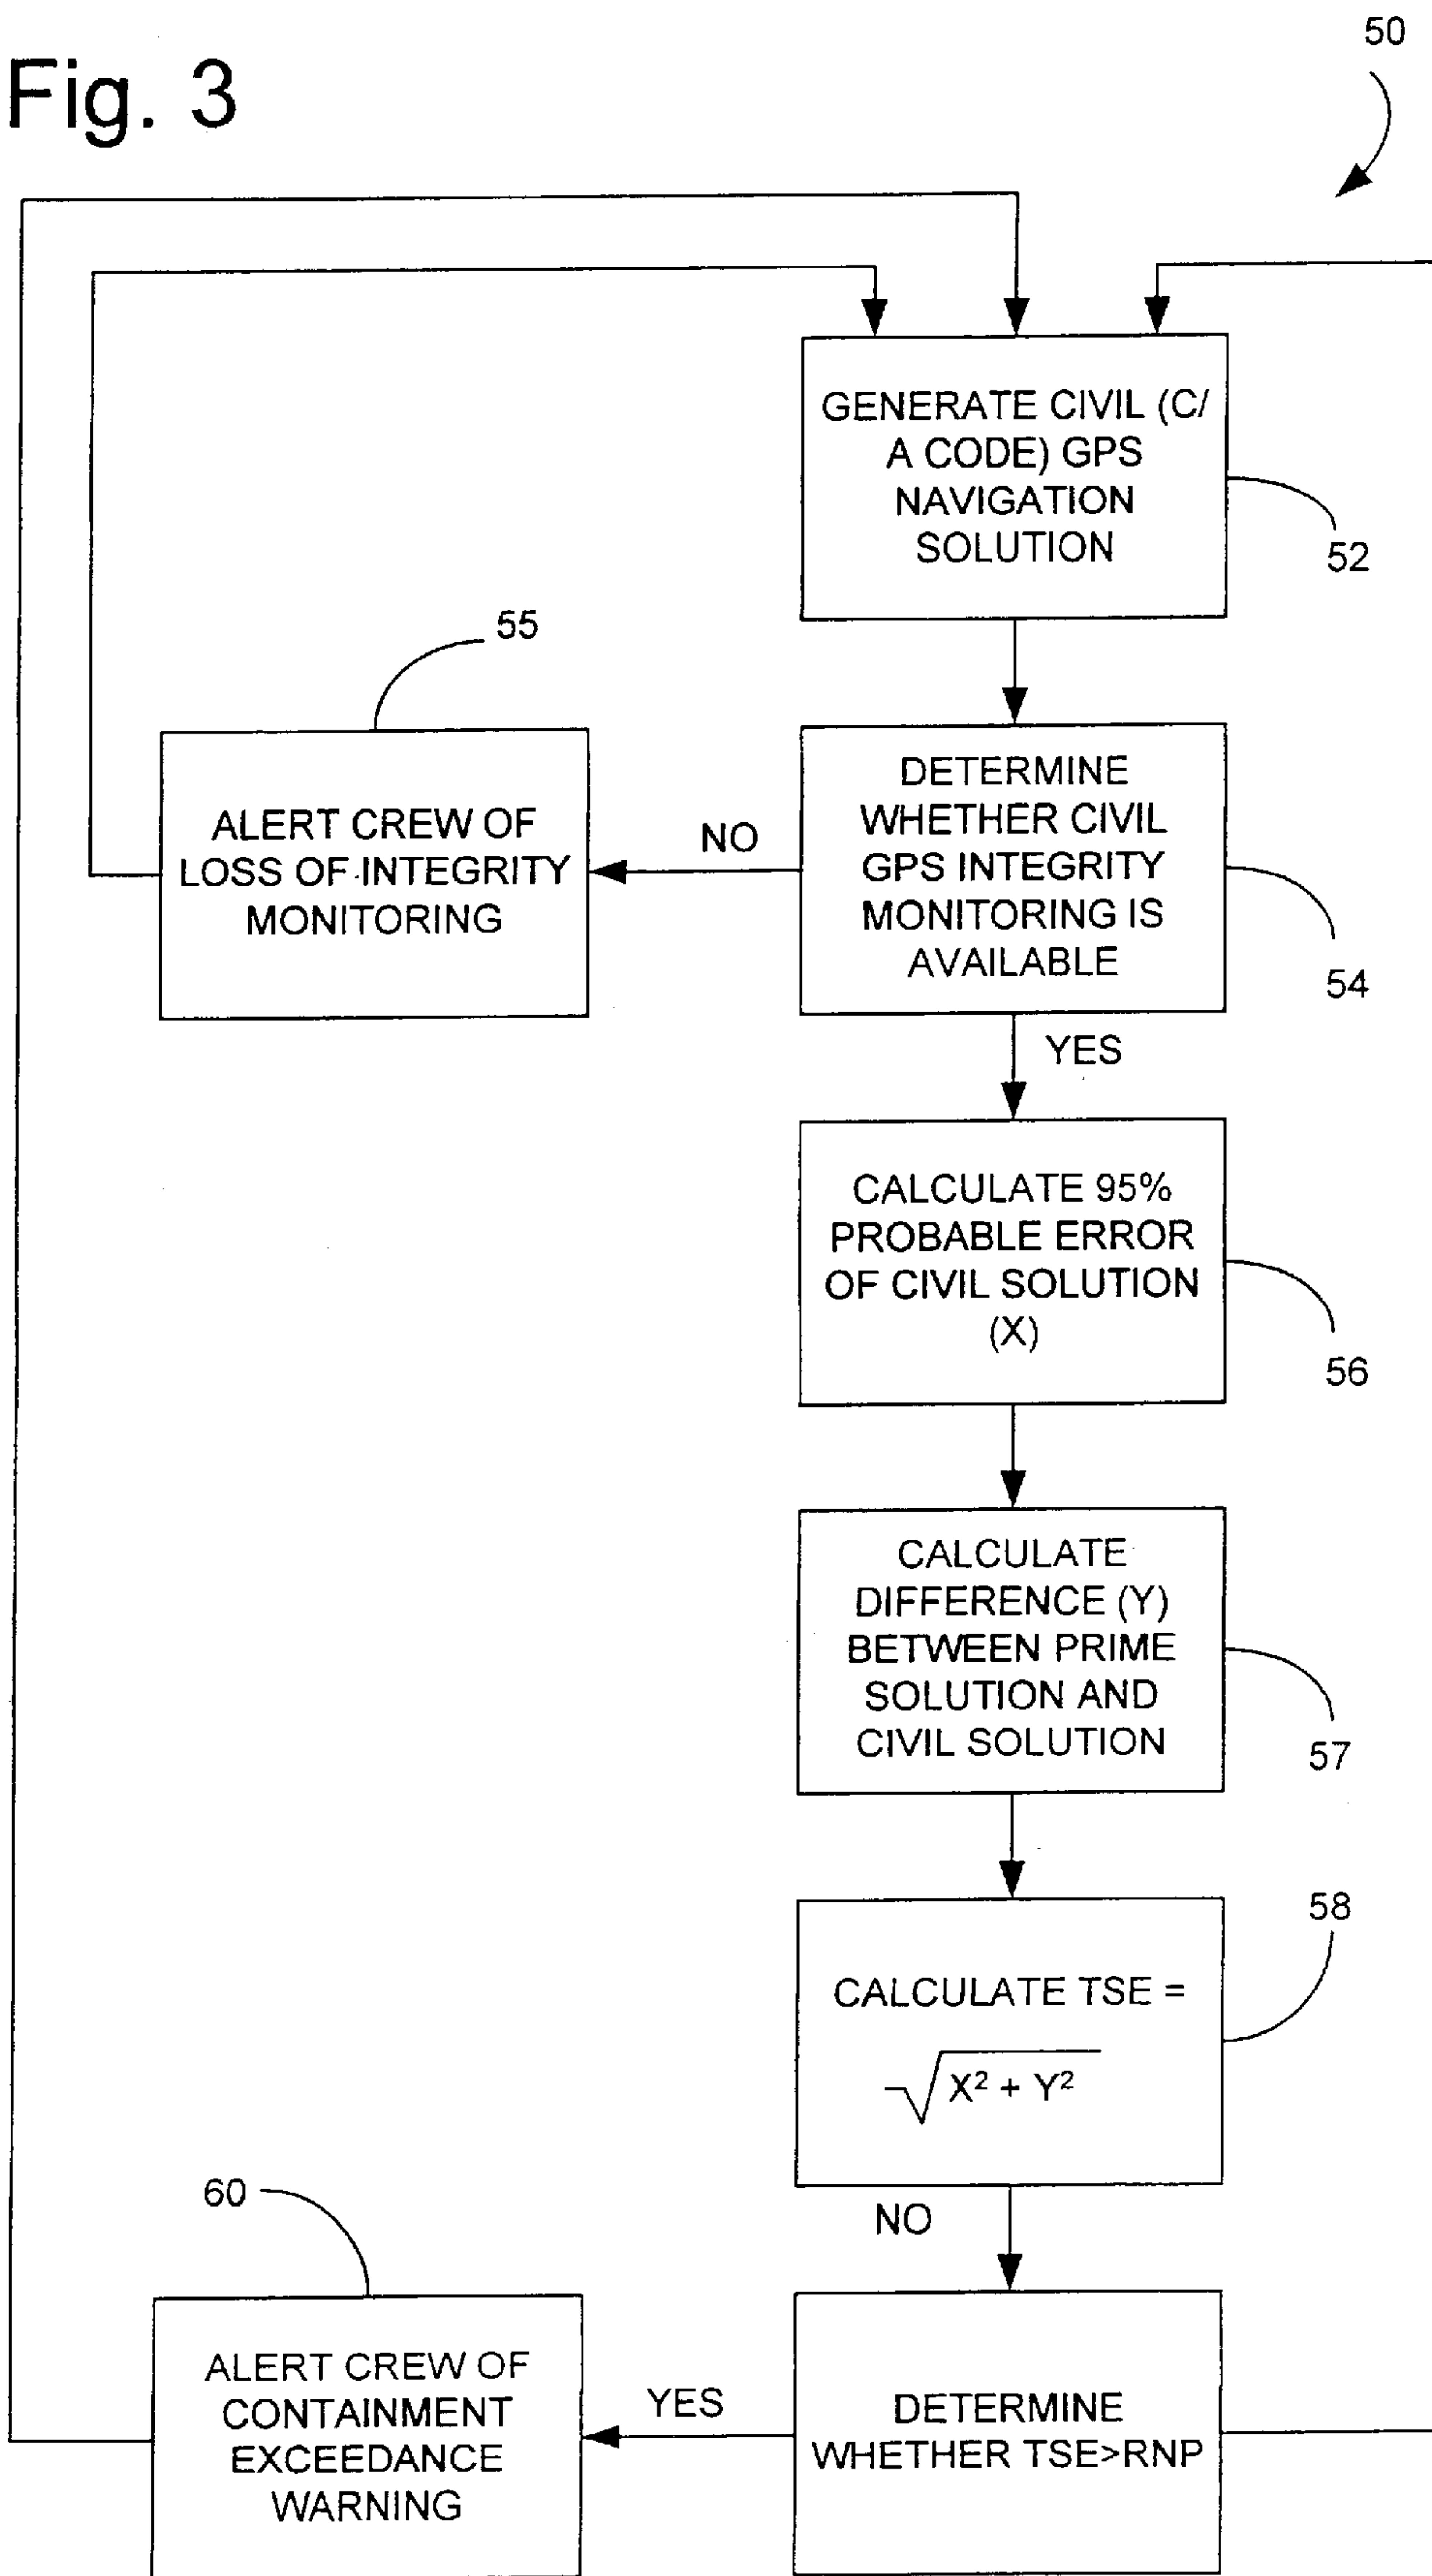 50
Fig. 3
GENERATE CIVIL (C/
A CODE) GPS
NAVIGATION
SOLUTION
52
55
ALERT CREW OF
LOSS OF INTEGRITY
MONITORING
NO
DETERMINE
WHETHER CIVIL
GPS INTEGRITY
MONITORING IS
AVAILABLE
54
YES
CALCULATE 95%
PROBABLE ERROR
OF CIVIL SOLUTION
(X)
56
CALCULATE
DIFFERENCE (Y)
BETWEEN PRIME
SOLUTION AND
CIVIL SOLUTION
57
58
CALCULATE TSE =
√X² + Y²
NO
60
ALERT CREW OF
CONTAINMENT
EXCEEDANCE
WARNING
YES
DETERMINE
WHETHER TSE>RNP